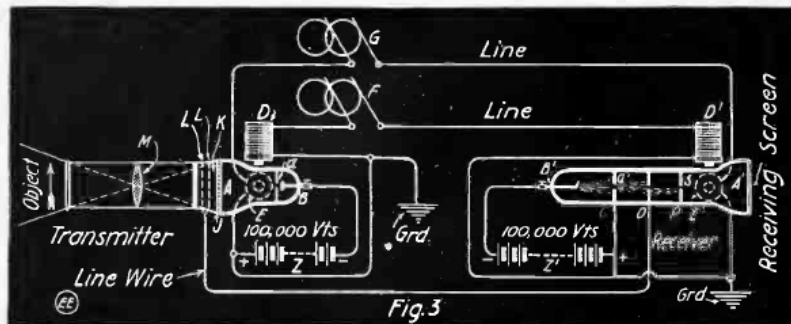 G
Line
F
Line
D
D'
Receiving Screen
Object
M
L L K
A
a
B
E
J
Transmitter
100,000 Vts
+ Z -
Line Wire
Grd.
B'
a'
S
A'
C
O
P
E'
Receiver
100,000 Vts
- Z' +
Grd.
EE
Fig.3